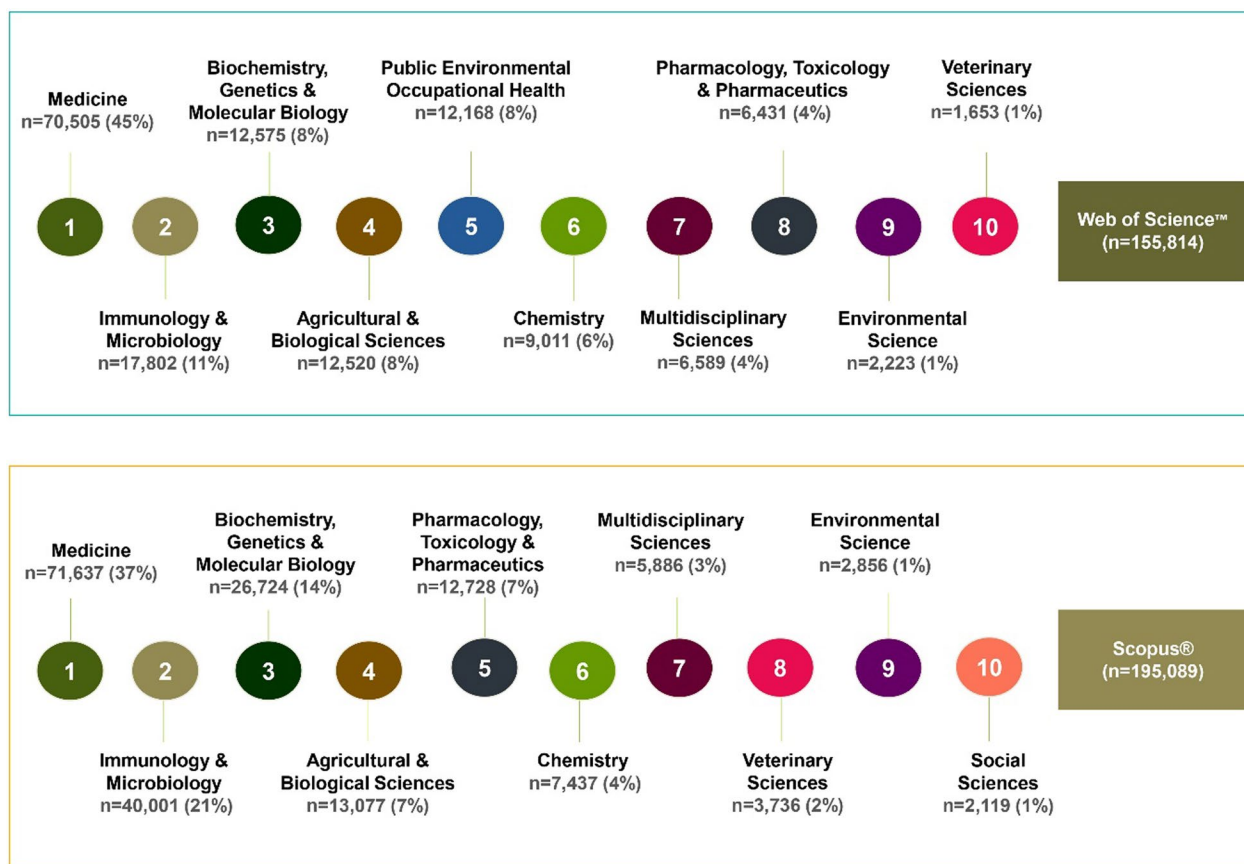 Medicine
n=70,505 (45%)
Biochemistry,
Genetics &
Molecular Biology
n=12,575 (8%)
Public Environmental
Occupational Health
n=12,168 (8%)
Pharmacology, Toxicology
& Pharmaceutics
n=6,431 (4%)
Veterinary
Sciences
n=1,653 (1%)
1
2
3
4
5
6
7
8
9
10
Web of Science™
(n=155,814)
Immunology &
Microbiology
n=17,802 (11%)
Agricultural &
Biological Sciences
n=12,520 (8%)
Chemistry
n=9,011 (6%)
Multidisciplinary
Sciences
n=6,589 (4%)
Environmental
Science
n=2,223 (1%)
Medicine
n=71,637 (37%)
Biochemistry,
Genetics &
Molecular Biology
n=26,724 (14%)
Pharmacology,
Toxicology &
Pharmaceutics
n=12,728 (7%)
Multidisciplinary
Sciences
n=5,886 (3%)
Environmental
Science
n=2,856 (1%)
1
2
3
4
5
6
7
8
9
10
Scopus®
(n=195,089)
Immunology &
Microbiology
n=40,001 (21%)
Agricultural &
Biological Sciences
n=13,077 (7%)
Chemistry
n=7,437 (4%)
Veterinary
Sciences
n=3,736 (2%)
Social
Sciences
n=2,119 (1%)